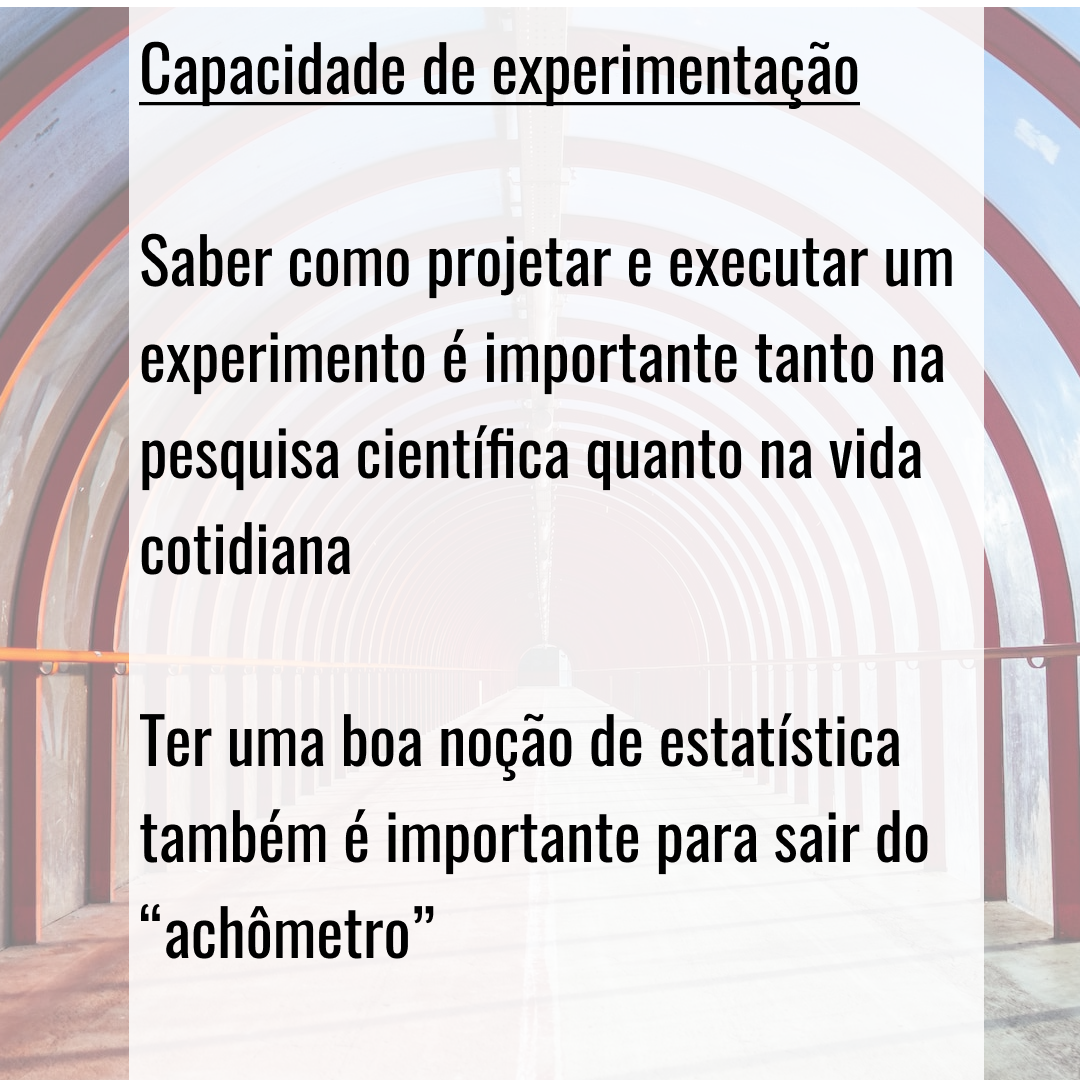 Capacidade de experimentação
Saber como projetar e executar um
experimento é importante tanto na
pesquisa científica quanto na vida
cotidiana
Ter uma boa noção de estatística
também é importante para sair do
“achômetro”